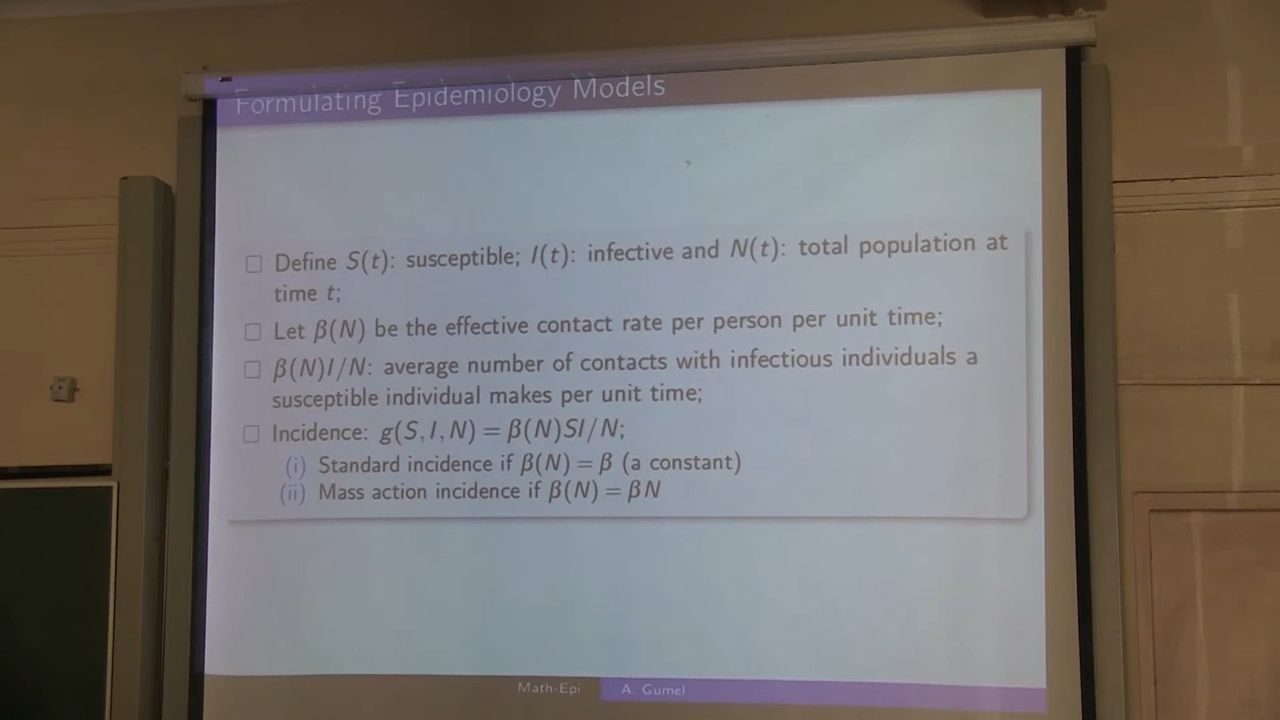 Formulating Epidemiology Models
□ Define S(t): susceptible; I(t): infective and N(t): total population at
time t;
□ Let β(N) be the effective contact rate per person per unit time;
□ β(N)I/N: average number of contacts with infectious individuals a
susceptible individual makes per unit time;
□ Incidence: g(S, I, N) = β(N)SI/N;
(i) Standard incidence if β(N) = β (a constant)
(ii) Mass action incidence if β(N) = βN
Math-Epi A. Gumel